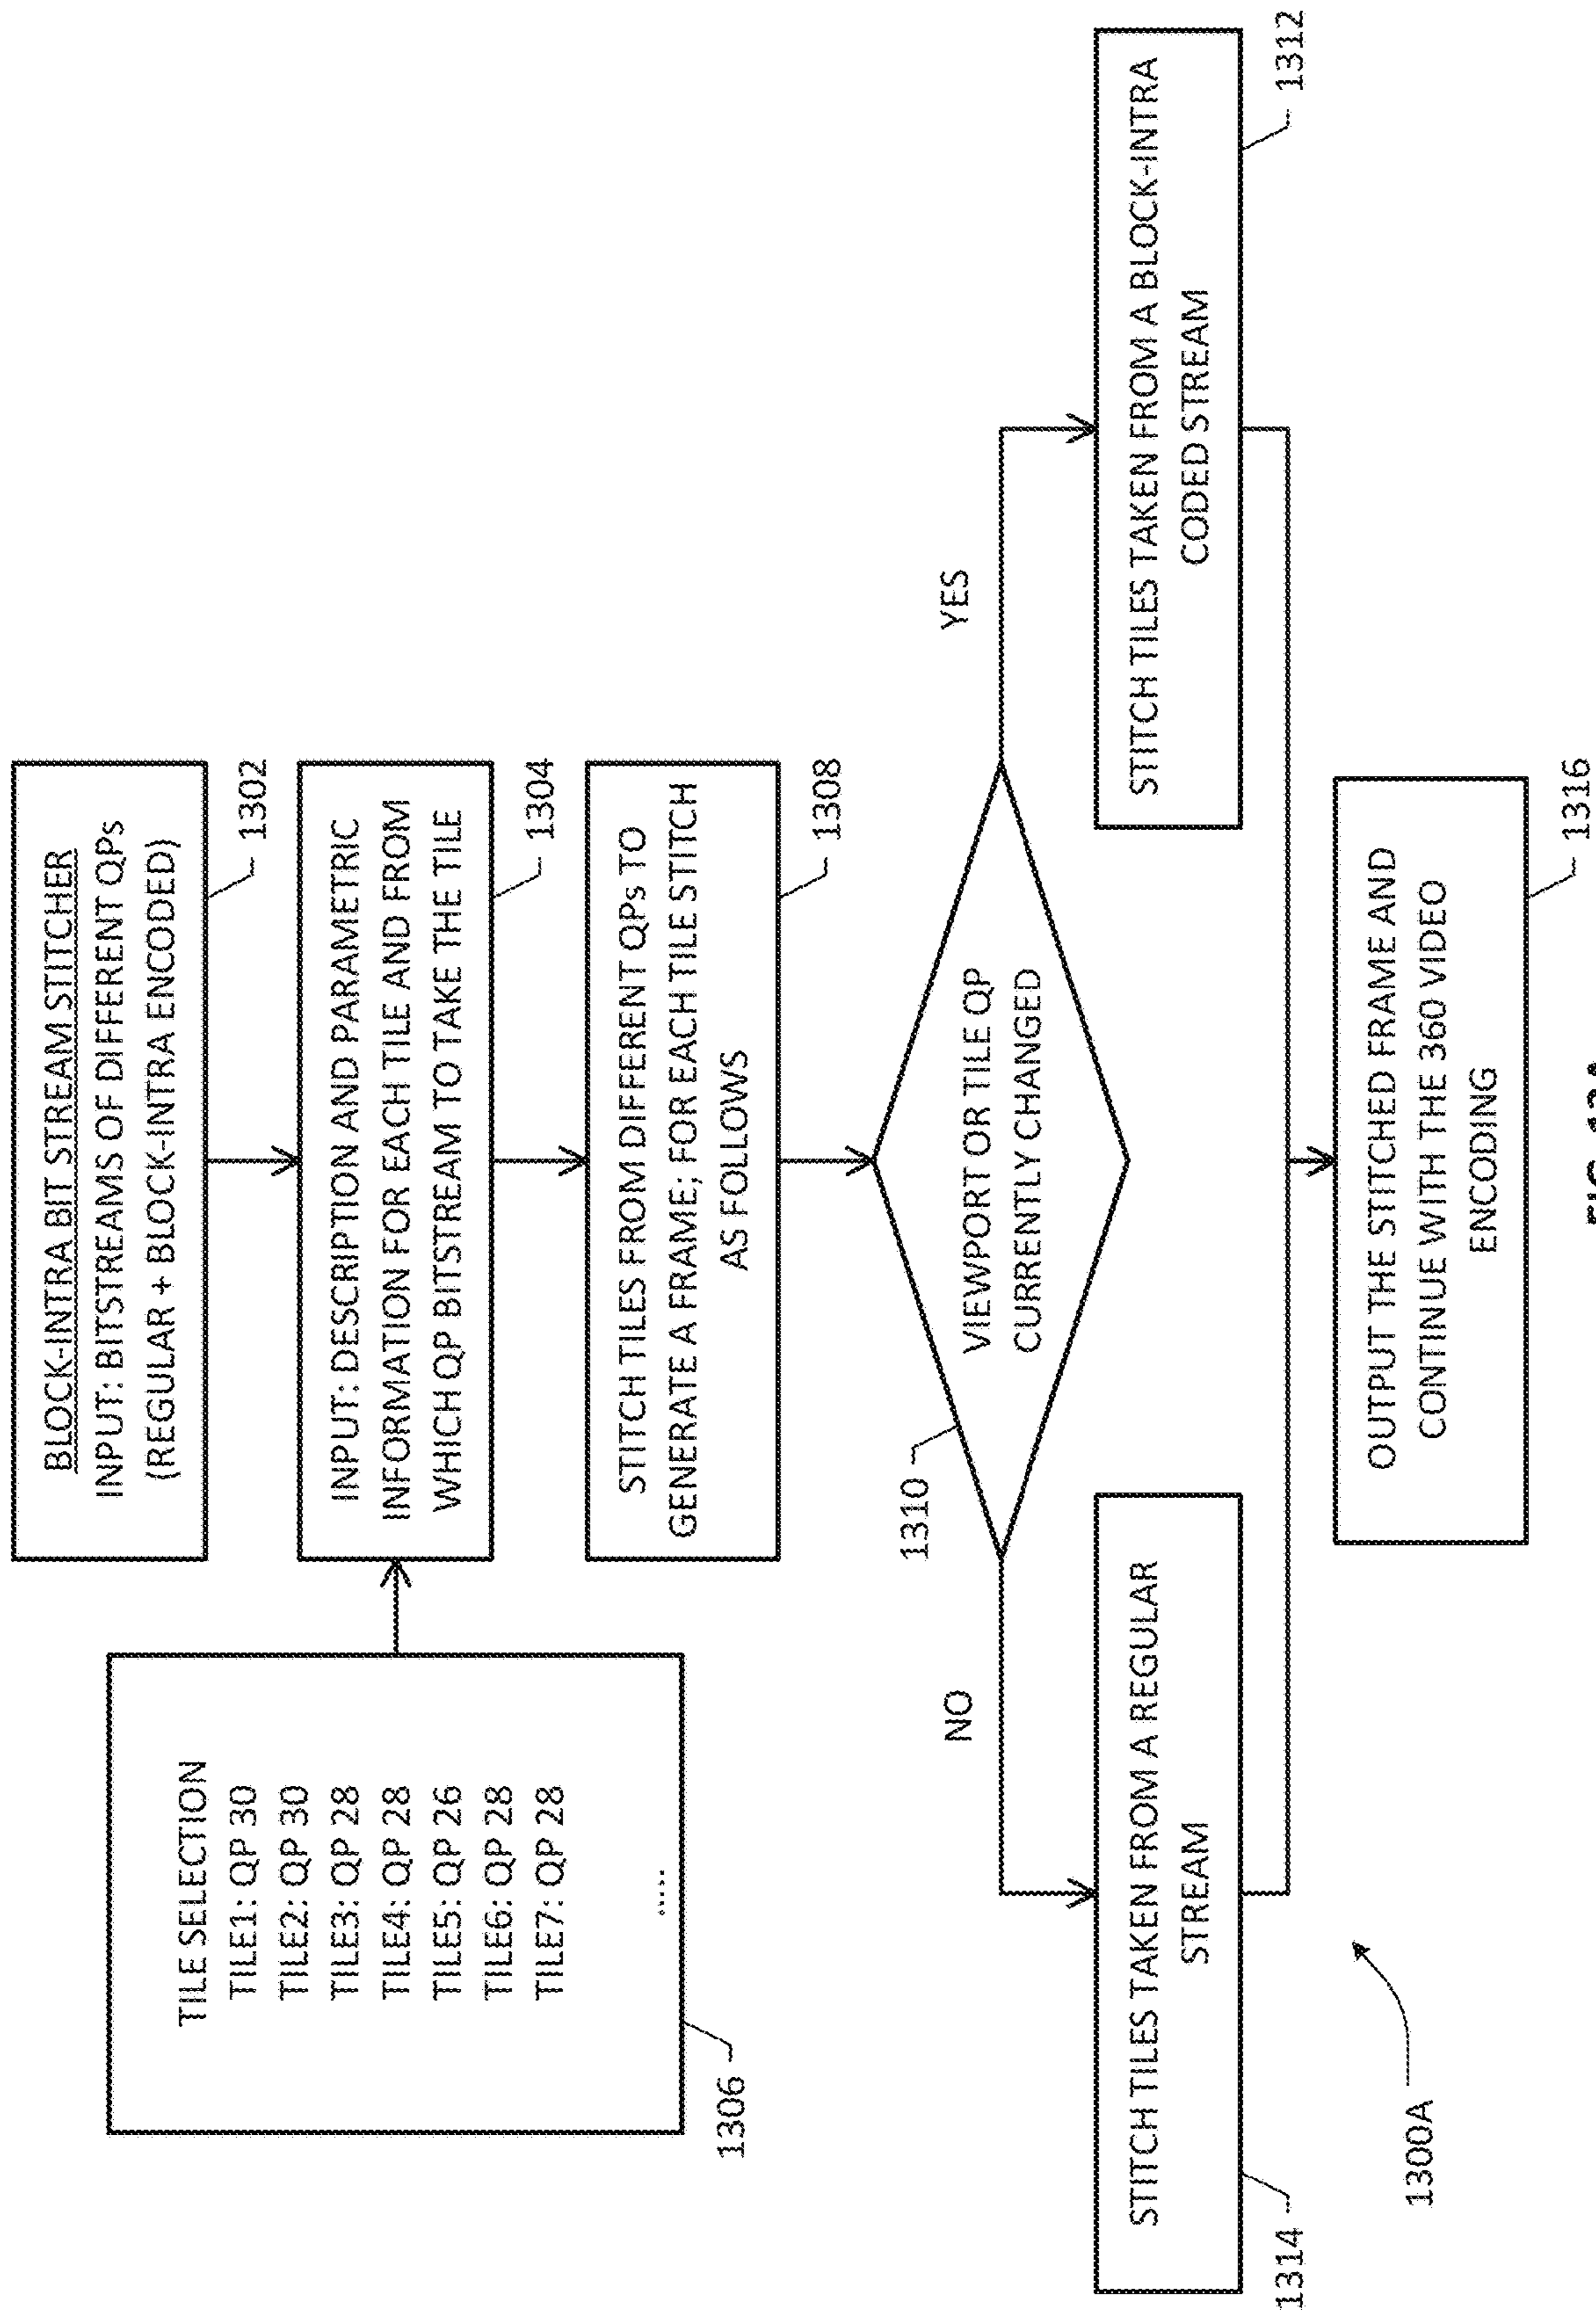 BLOCK-INTRA BIT STREAM STITCHER
INPUT: BITSTREAMS OF DIFFERENT QPs
(REGULAR + BLOCK-INTRA ENCODED)
1302
TILE SELECTION
TILE1: QP 30
TILE2: QP 30
TILE3: QP 28
TILE4: QP 28
TILE5: QP 26
TILE6: QP 28
TILE7: QP 28
.....
1306
INPUT: DESCRIPTION AND PARAMETRIC
INFORMATION FOR EACH TILE AND FROM
WHICH QP BITSTREAM TO TAKE THE TILE
1304
STITCH TILES FROM DIFFERENT QPs TO
GENERATE A FRAME; FOR EACH TILE STITCH
AS FOLLOWS
1308
1310
VIEWPORT OR TILE QP
CURRENTLY CHANGED
NO
YES
STITCH TILES TAKEN FROM A REGULAR
STREAM
1314
STITCH TILES TAKEN FROM A BLOCK-INTRA
CODED STREAM
1312
OUTPUT THE STITCHED FRAME AND
CONTINUE WITH THE 360 VIDEO
ENCODING
1316
1300A